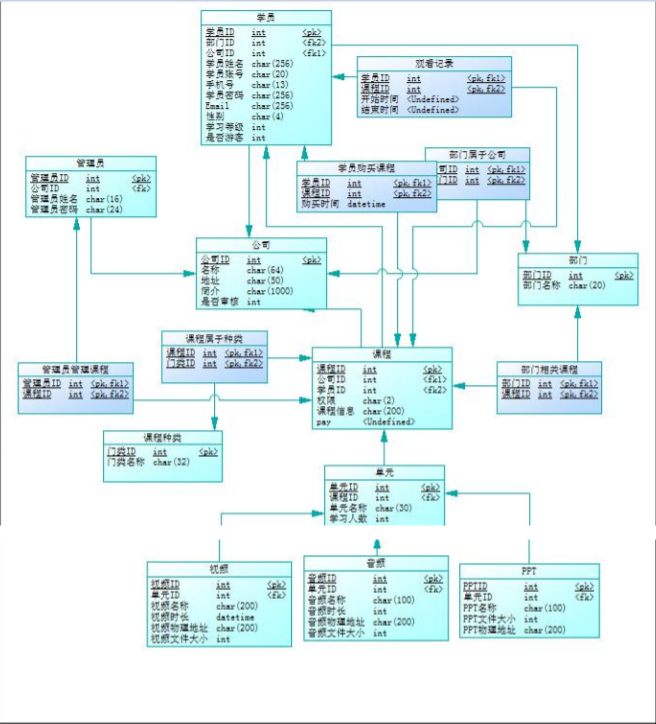 学员
学员ID int <pk>
部门ID int <fk2>
公司ID int <fk1>
学员姓名 char(256)
学员账号 char(20)
手机号 char(13)
学员密码 char(256)
Email char(256)
性别 char(4)
学习等级 int
是否游客 int
观看记录
学员ID int <pk,fk1>
课程ID int <pk,fk2>
开始时间 <Undefined>
结束时间 <Undefined>
管理员
管理员ID int <pk>
公司ID int <fk>
管理员姓名 char(16)
管理员密码 char(24)
学员购买课程
学员ID int <pk,fk1>
课程ID int <pk,fk2>
购买时间 datetime
部门属于公司
司ID int <pk,fk1>
门ID int <pk,fk2>
公司
公司ID int <pk>
名称 char(64)
地址 char(50)
简介 char(1000)
是否审核 int
部门
部门ID int <pk>
部门名称 char(20)
课程属于种类
课程ID int <pk,fk1>
门类ID int <pk,fk2>
管理员管理课程
管理员ID int <pk,fk1>
课程ID int <pk,fk2>
课程
课程ID int <pk>
公司ID int <fk1>
学员ID int <fk2>
权限 char(2)
课程信息 char(200)
pay <Undefined>
部门相关课程
部门ID int <pk,fk1>
课程ID int <pk,fk2>
课程种类
门类ID int <pk>
门类名称 char(32)
单元
单元ID int <pk>
课程ID int <fk>
单元名称 char(30)
学习人数 int
视频
视频ID int <pk>
单元ID int <fk>
视频名称 char(200)
视频时长 datetime
视频物理地址 char(200)
视频文件大小 int
音频
音频ID int <pk>
单元ID int <fk>
音频名称 char(100)
音频时长 int
音频物理地址 char(200)
音频文件大小 int
PPT
PPTID int <pk>
单元ID int <fk>
PPT名称 char(100)
PPT文件大小 int
PPT物理地址 char(200)